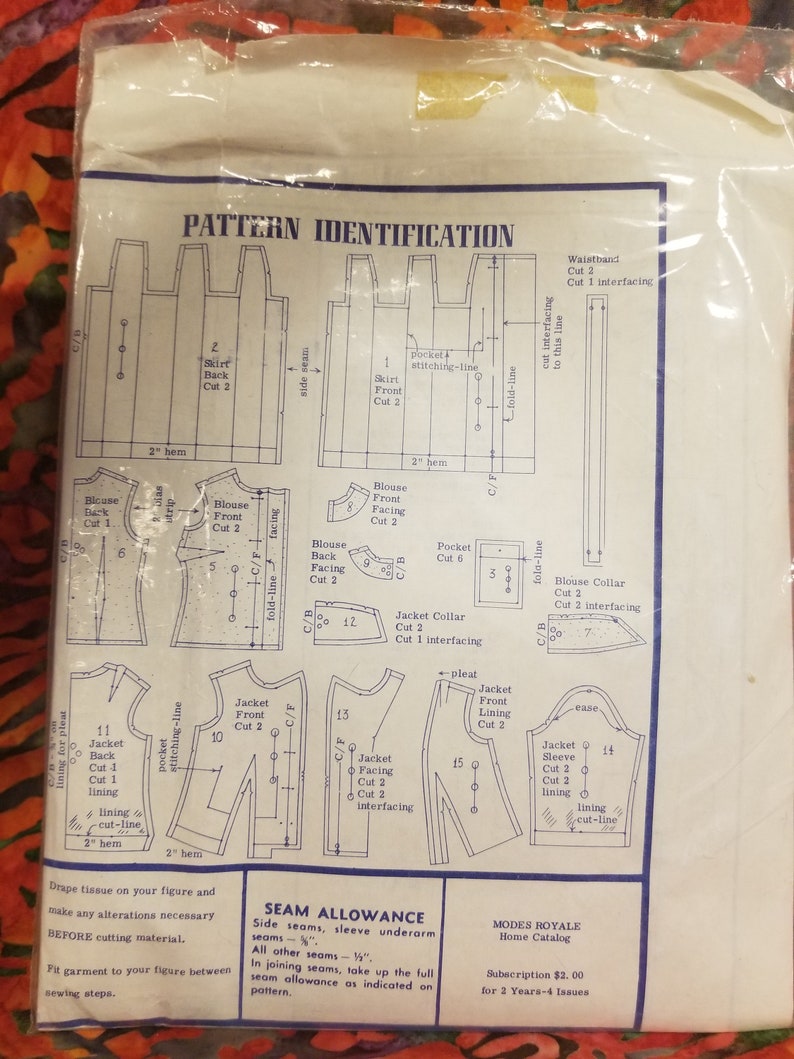 PATTERN IDENTIFICATION
C/B
2
Skirt
Back
Cut 2
2" hem
side seam
1
Skirt
Front
Cut 2
pocket
stitching-line
fold-line
2" hem
C/F
cut interfacing
to this line
Waistband
Cut 2
Cut 1 interfacing
Blouse
Back
Cut 1
C/B
6
2" bias
strip
Blouse
Front
Cut 2
5
C/F
fold-line
facing
8
Blouse
Front
Facing
Cut 2
Blouse
Back
Facing
Cut 2
9
C/B
Pocket
Cut 6
3
fold-line
C/B
12
Jacket Collar
Cut 2
Cut 1 interfacing
Blouse Collar
Cut 2
Cut 2 interfacing
C/B
7
C/B - ¾" on
lining for pleat
11
Jacket
Back
Cut 1
Cut 1
lining
lining
cut-line
2" hem
pocket
stitching-line
Jacket
Front
Cut 2
10
C/F
2" hem
13
C/F
Jacket
Facing
Cut 2
Cut 2
interfacing
pleat
Jacket
Front
Lining
Cut 2
15
ease
Jacket
Sleeve
Cut 2
Cut 2
lining
14
lining
cut-line
Drape tissue on your figure and
make any alterations necessary
BEFORE cutting material.
Fit garment to your figure between
sewing steps.
SEAM ALLOWANCE
Side seams, sleeve underarm
seams — ⅝".
All other seams — ½".
In joining seams, take up the full
seam allowance as indicated on
pattern.
MODES ROYALE
Home Catalog
Subscription $2.00
for 2 Years-4 Issues